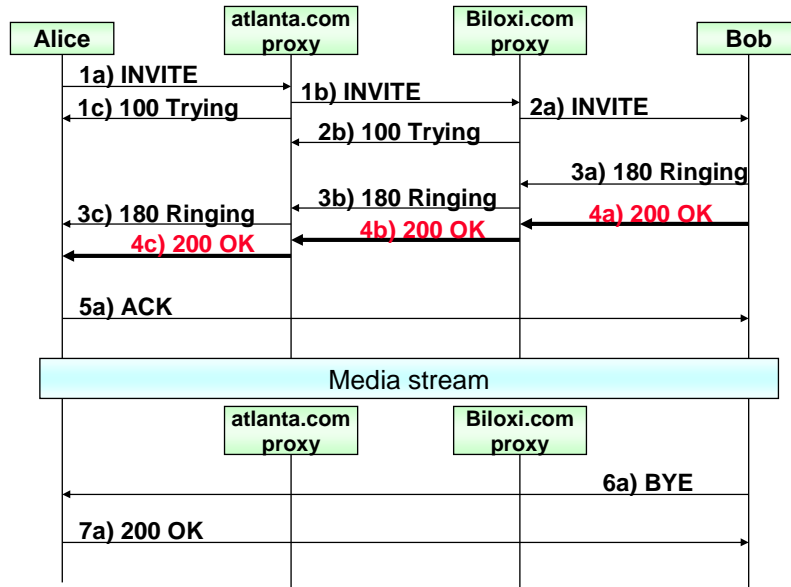 Alice
atlanta.com
proxy
Biloxi.com
proxy
Bob
1a) INVITE
1b) INVITE
1c) 100 Trying
2a) INVITE
2b) 100 Trying
3a) 180 Ringing
3b) 180 Ringing
3c) 180 Ringing
4a) 200 OK
4b) 200 OK
4c) 200 OK
5a) ACK
Media stream
atlanta.com
proxy
Biloxi.com
proxy
6a) BYE
7a) 200 OK